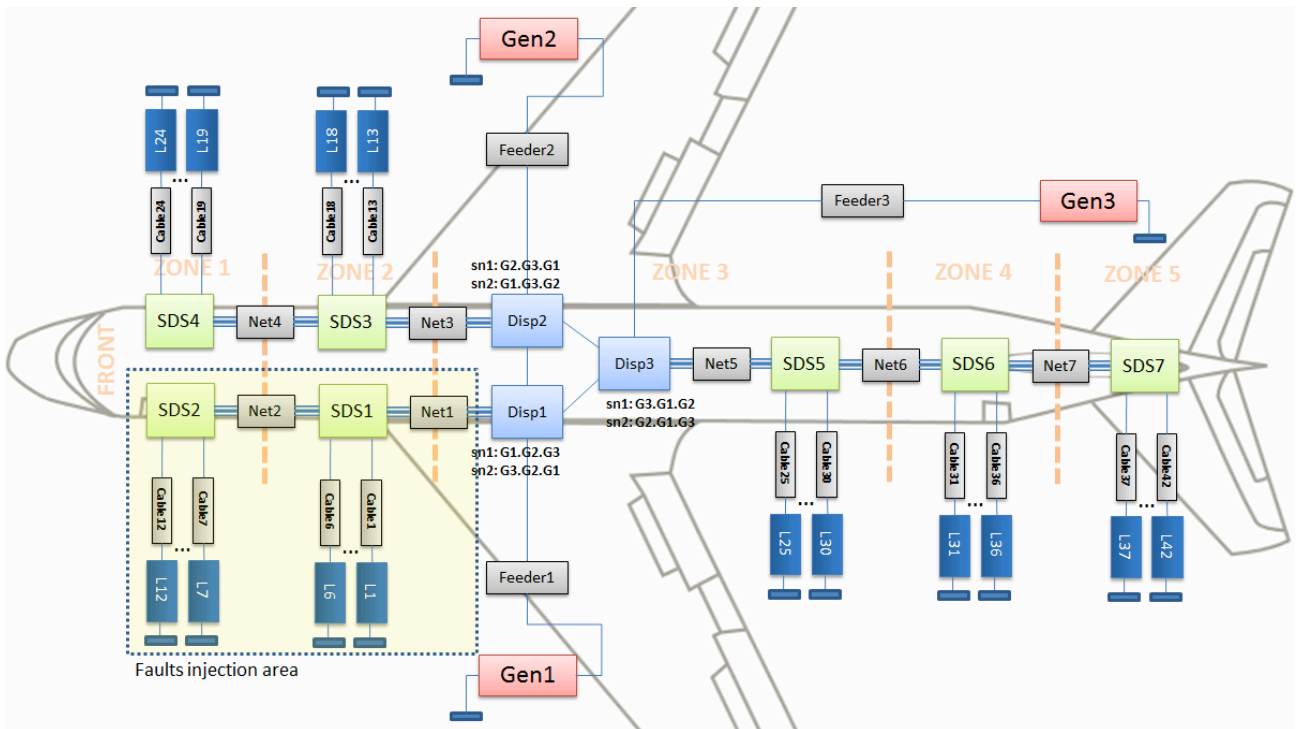 Gen2
Feeder2
L24
L19
...
Cable24
Cable19
L18
L13
...
Cable18
Cable13
Feeder3
Gen3
ZONE 1
ZONE 2
ZONE 3
ZONE 4
ZONE 5
sn1: G2.G3.G1
sn2: G1.G3.G2
FRONT
SDS4
Net4
SDS3
Net3
Disp2
Disp3
Net5
SDS5
Net6
SDS6
Net7
SDS7
SDS2
Net2
SDS1
Net1
Disp1
sn1: G3.G1.G2
sn2: G2.G1.G3
sn1: G1.G2.G3
sn2: G3.G2.G1
Cable12
Cable7
...
L12
L7
Cable6
Cable1
...
L6
L1
Cable25
Cable30
...
L25
L30
Cable31
Cable36
...
L31
L36
Cable37
Cable42
...
L37
L42
Feeder1
Faults injection area
Gen1